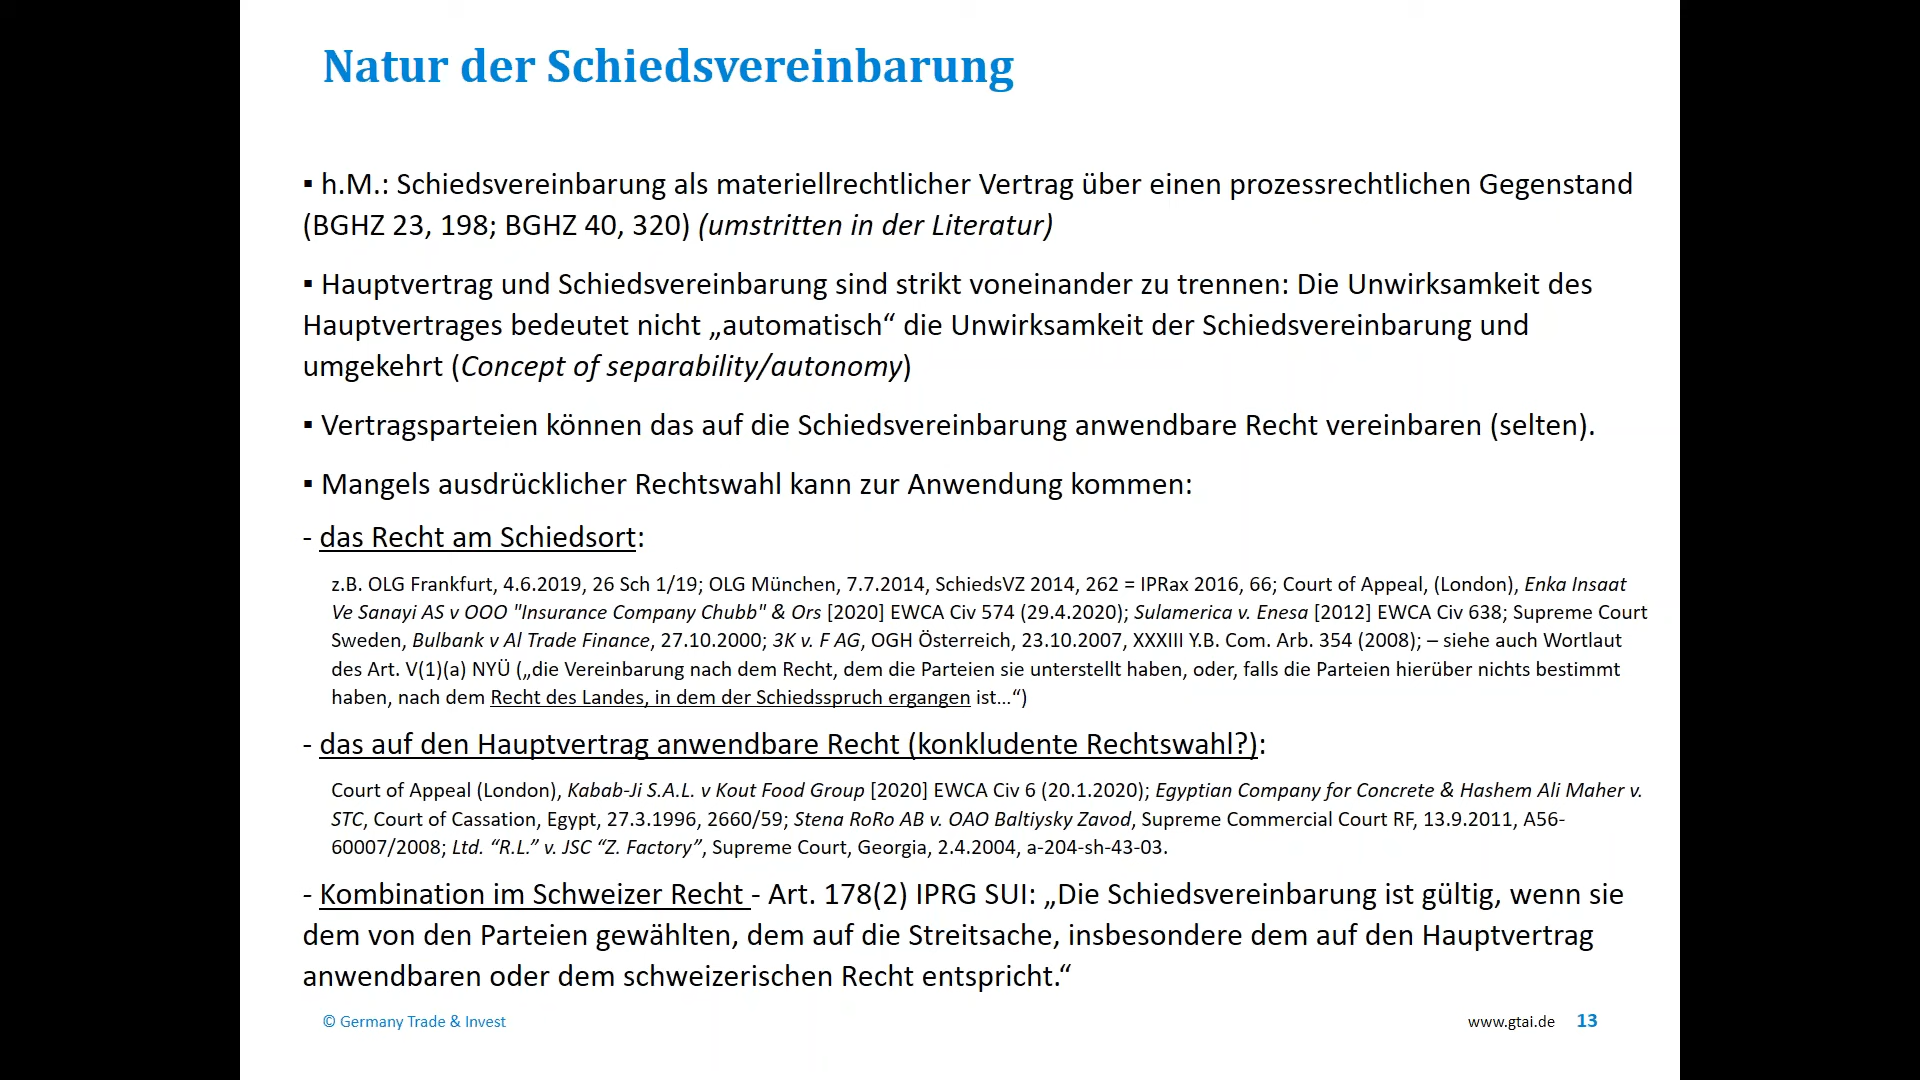 Natur der Schiedsvereinbarung
▪ h.M.: Schiedsvereinbarung als materiellrechtlicher Vertrag über einen prozessrechtlichen Gegenstand
(BGHZ 23, 198; BGHZ 40, 320) (umstritten in der Literatur)
▪ Hauptvertrag und Schiedsvereinbarung sind strikt voneinander zu trennen: Die Unwirksamkeit des
Hauptvertrages bedeutet nicht „automatisch“ die Unwirksamkeit der Schiedsvereinbarung und
umgekehrt (Concept of separability/autonomy)
▪ Vertragsparteien können das auf die Schiedsvereinbarung anwendbare Recht vereinbaren (selten).
▪ Mangels ausdrücklicher Rechtswahl kann zur Anwendung kommen:
- das Recht am Schiedsort:
z.B. OLG Frankfurt, 4.6.2019, 26 Sch 1/19; OLG München, 7.7.2014, SchiedsVZ 2014, 262 = IPRax 2016, 66; Court of Appeal, (London), Enka Insaat
Ve Sanayi AS v OOO "Insurance Company Chubb" & Ors [2020] EWCA Civ 574 (29.4.2020); Sulamerica v. Enesa [2012] EWCA Civ 638; Supreme Court
Sweden, Bulbank v Al Trade Finance, 27.10.2000; 3K v. F AG, OGH Österreich, 23.10.2007, XXXIII Y.B. Com. Arb. 354 (2008); – siehe auch Wortlaut
des Art. V(1)(a) NYÜ („die Vereinbarung nach dem Recht, dem die Parteien sie unterstellt haben, oder, falls die Parteien hierüber nichts bestimmt
haben, nach dem Recht des Landes, in dem der Schiedsspruch ergangen ist…“)
- das auf den Hauptvertrag anwendbare Recht (konkludente Rechtswahl?):
Court of Appeal (London), Kabab-Ji S.A.L. v Kout Food Group [2020] EWCA Civ 6 (20.1.2020); Egyptian Company for Concrete & Hashem Ali Maher v.
STC, Court of Cassation, Egypt, 27.3.1996, 2660/59; Stena RoRo AB v. OAO Baltiysky Zavod, Supreme Commercial Court RF, 13.9.2011, A56-
60007/2008; Ltd. “R.L.” v. JSC “Z. Factory”, Supreme Court, Georgia, 2.4.2004, a-204-sh-43-03.
- Kombination im Schweizer Recht - Art. 178(2) IPRG SUI: „Die Schiedsvereinbarung ist gültig, wenn sie
dem von den Parteien gewählten, dem auf die Streitsache, insbesondere dem auf den Hauptvertrag
anwendbaren oder dem schweizerischen Recht entspricht.“
© Germany Trade & Invest
www.gtai.de 13